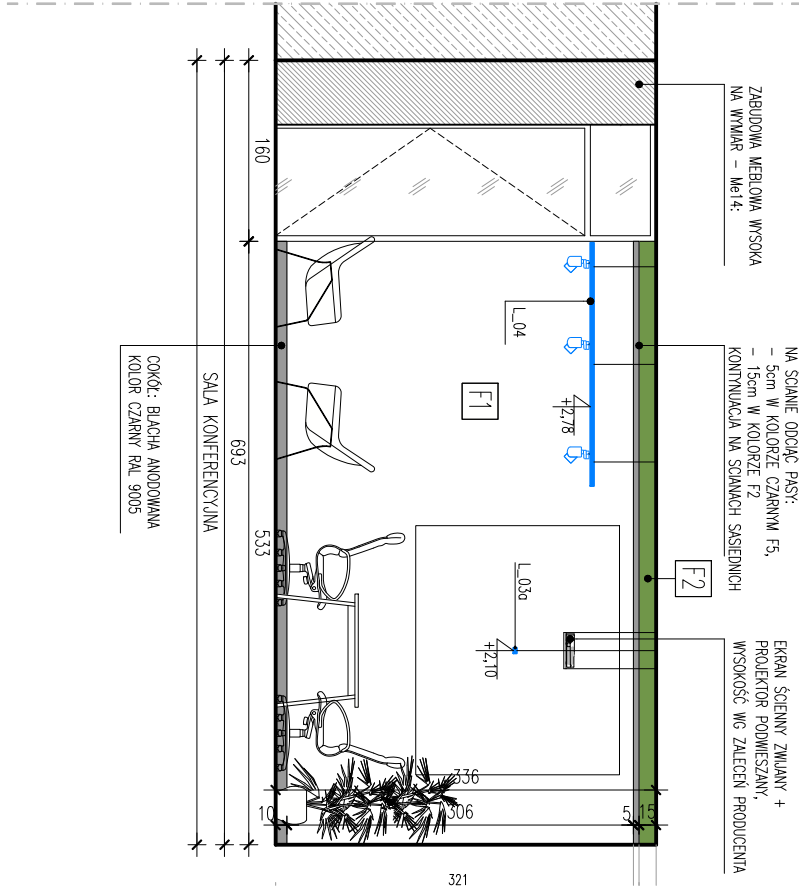 ZABUDOWA MEBLOWA WYSOKA
NA WYMIAR - Me14:
NA ŚCIANIE ODCIĄĆ PASY:
- 5cm W KOLORZE CZARNYM F5,
- 15cm W KOLORZE F2
KONTYNUACJA NA ŚCIANACH SĄSIEDNICH
F2
EKRAN ŚCIENNY ZWIJANY +
PROJEKTOR PODWIESZANY,
WYSOKOŚĆ WG ZALECEŃ PRODUCENTA
L_04
+2,78
F1
L_03a
+2,10
COKÓŁ: BLACHA ANODOWANA
KOLOR CZARNY RAL 9005
SALA KONFERENCYJNA
160
693
533
336
10
306
5
15
321